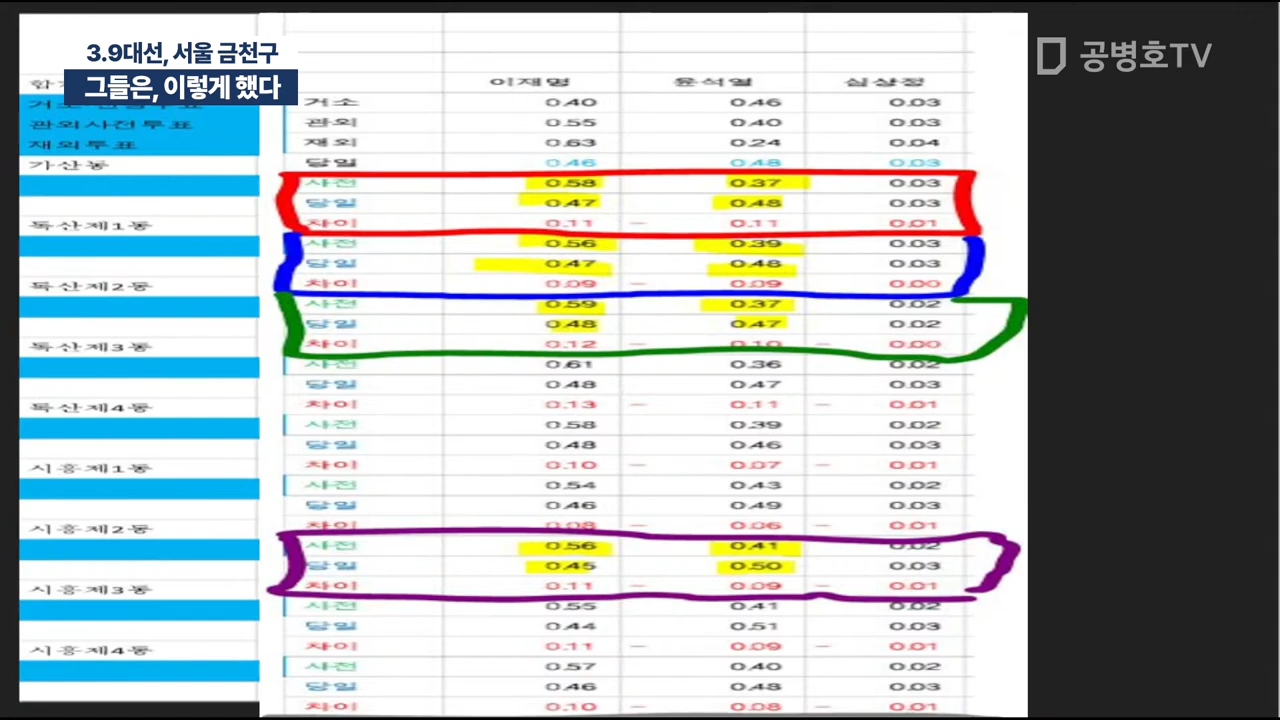 3.9대선, 서울 금천구
그들은, 이렇게 했다
공병호TV
이재명 윤석열 심상정
거소 0.40 0.46 0.03
관외사전투표 관외 0.55 0.40 0.03
재외투표 재외 0.63 0.24 0.04
가산동 당일 0.46 0.48 0.03
사전 0.58 0.37 0.03
당일 0.47 0.48 0.03
독산제1동 차이 0.11 - 0.11 0.01
사전 0.56 0.39 0.03
당일 0.47 0.48 0.03
독산제2동 차이 0.09 - 0.09 0.00
사전 0.59 0.37 0.02
당일 0.48 0.47 0.02
독산제3동 차이 0.12 - 0.10 - 0.00
사전 0.61 0.36 0.02
당일 0.48 0.47 0.03
독산제4동 차이 0.13 - 0.11 - 0.01
사전 0.58 0.39 0.02
당일 0.48 0.46 0.03
시흥제1동 차이 0.10 - 0.07 - 0.01
사전 0.54 0.43 0.02
당일 0.46 0.49 0.03
시흥제2동 차이 0.08 - 0.06 - 0.01
사전 0.56 0.41 0.02
당일 0.45 0.50 0.03
시흥제3동 차이 0.11 - 0.09 - 0.01
사전 0.55 0.41 0.02
당일 0.44 0.51 0.03
시흥제4동 차이 0.11 - 0.09 - 0.01
사전 0.57 0.40 0.02
당일 0.46 0.48 0.03
차이 0.10 - 0.08 - 0.01